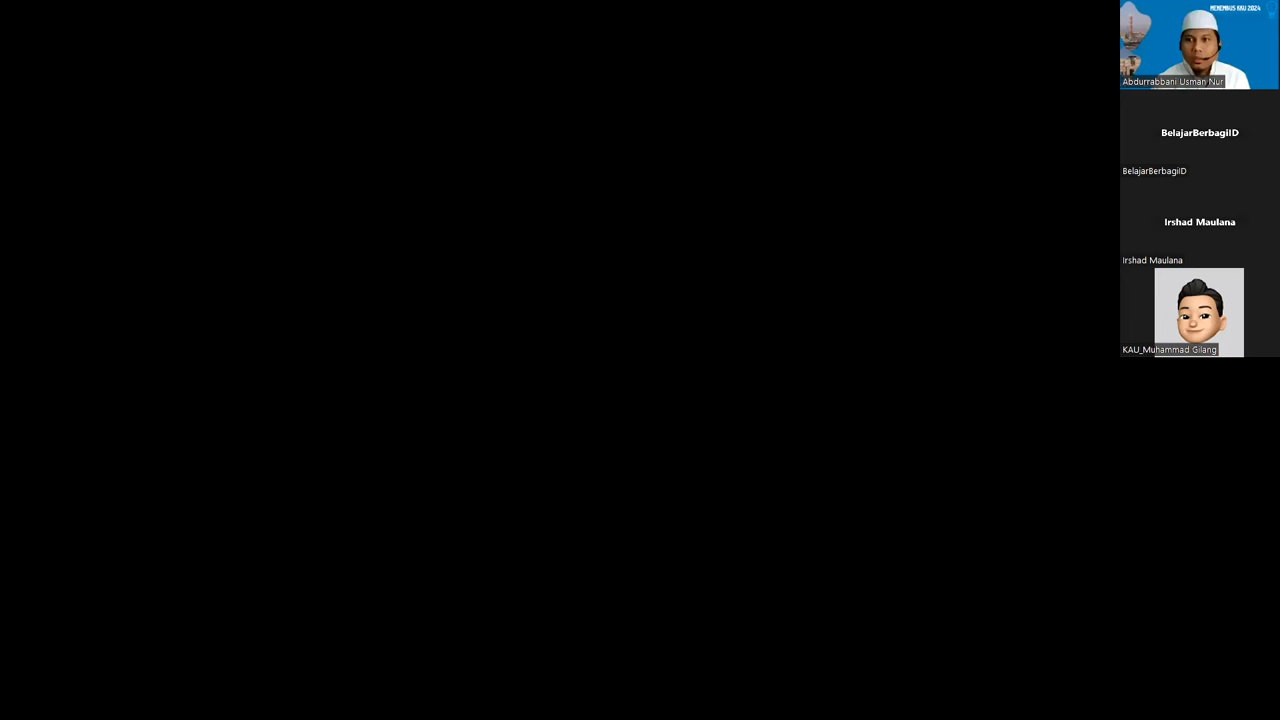 MENEMBUS KAU 2024
Abdurrabbani Usman Nur
BelajarBerbagiID
BelajarBerbagiID
Irshad Maulana
Irshad Maulana
KAU_Muhammad Gilang